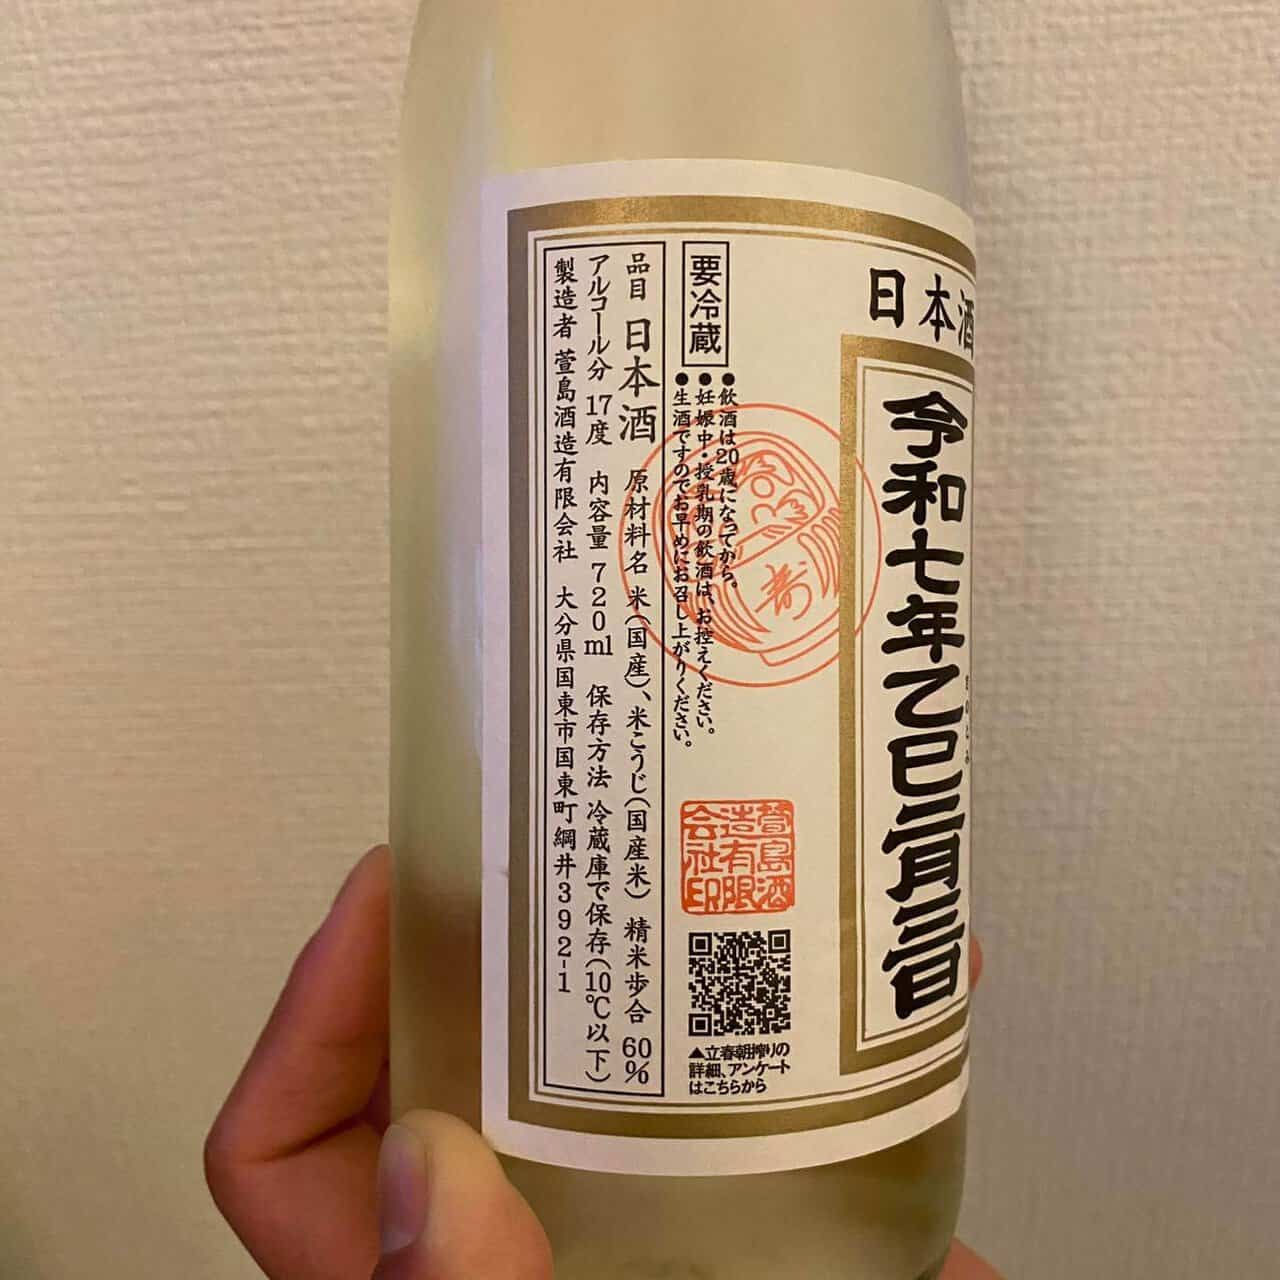 日本酒
令和七年乙巳二月三日
きのとみ
要冷蔵
●飲酒は20歳になってから。
●妊娠中・授乳期の飲酒は、お控えください。
●生酒ですのでお早めにお召し上がりください。
品目 日本酒 原材料名 米(国産)、米こうじ(国産米) 精米歩合 60%
アルコール分 17度 内容量 720ml 保存方法 冷蔵庫で保存(10℃以下)
製造者 萱島酒造有限会社 大分県国東市国東町綱井392-1
寿
萱島酒
造有限
会社印
▲立春朝搾りの
詳細、アンケート
はこちらから